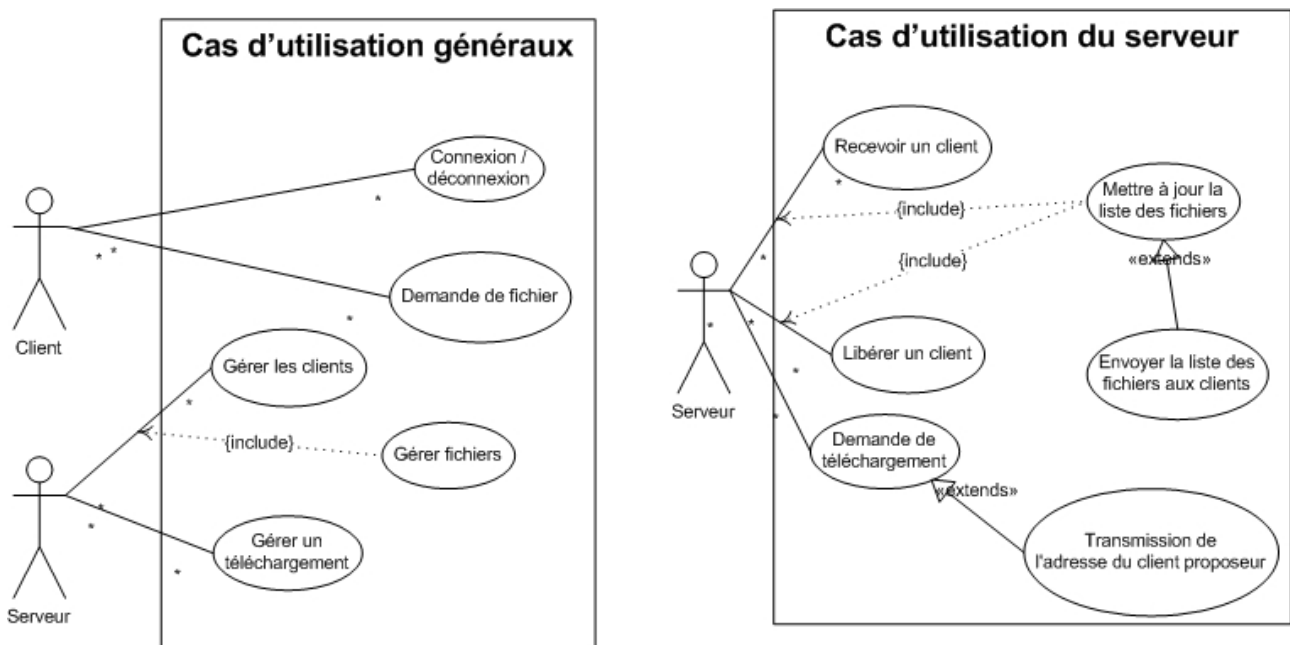 Cas d'utilisation généraux
Connexion /
déconnexion
*
* *
Demande de fichier
*
Client
Gérer les clients
*
{include}
Gérer fichiers
*
*
Gérer un
téléchargement
*
Serveur
Cas d'utilisation du serveur
Recevoir un client
*
Mettre à jour la
liste des fichiers
{include}
{include}
«extends»
*
*
*
Libérer un client
*
Envoyer la liste des
fichiers aux clients
Serveur
*
Demande de
téléchargement
«extends»
Transmission de
l'adresse du client proposeur